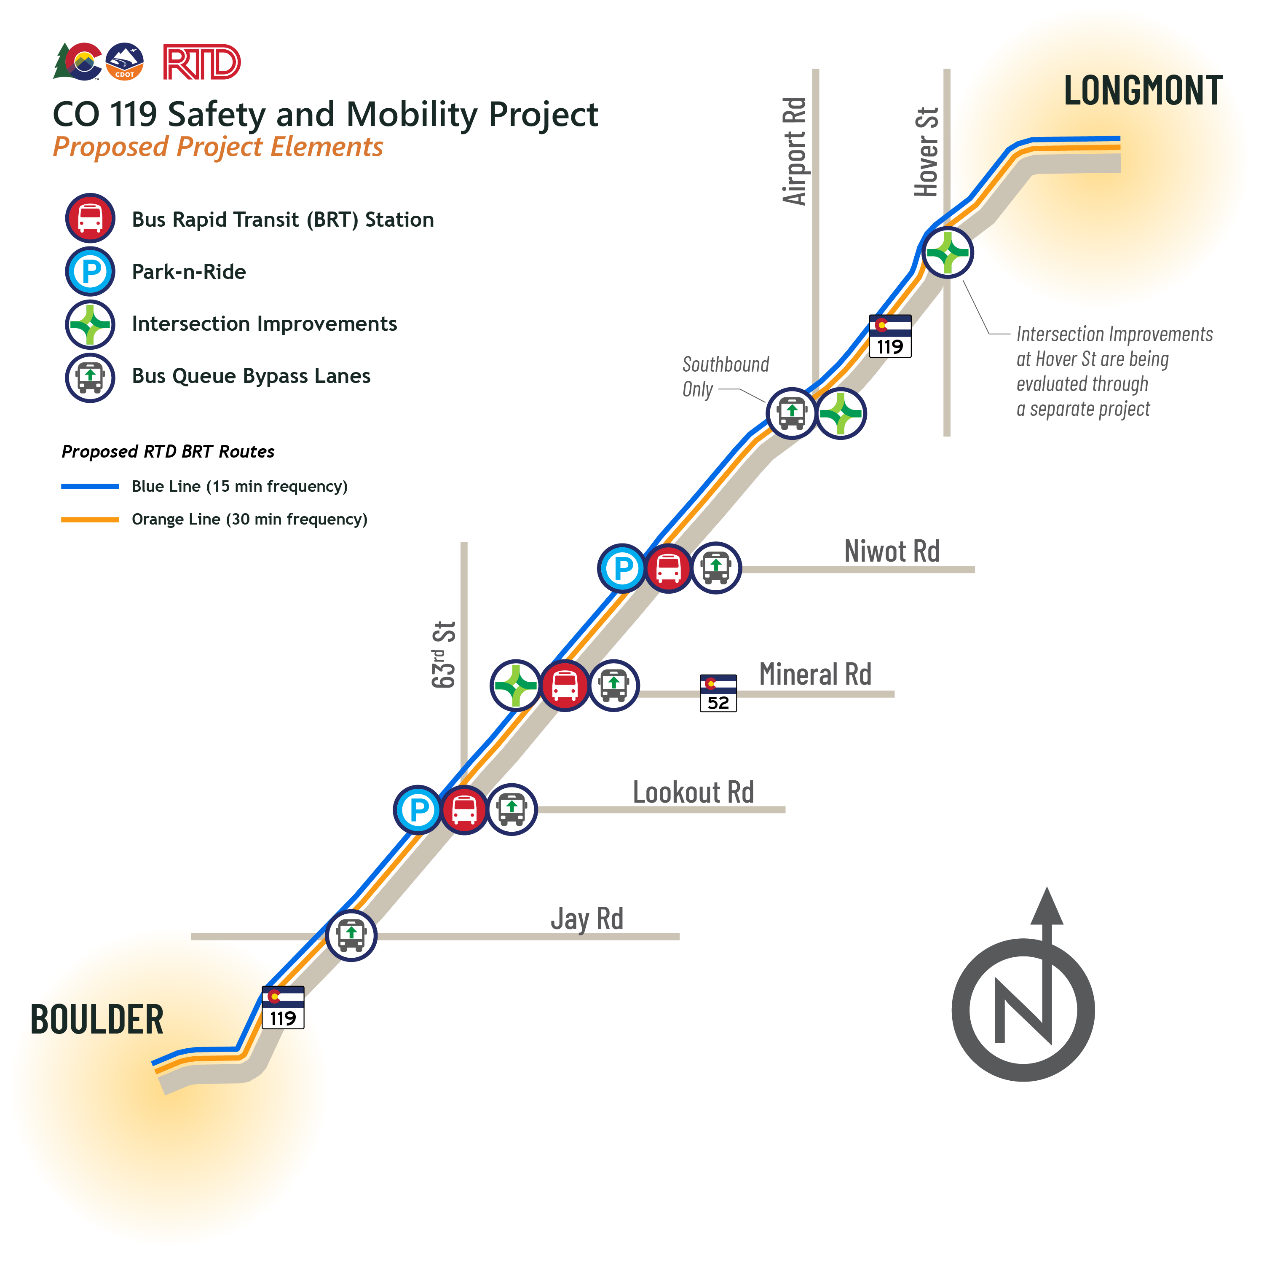 CDOT
RTD
CO 119 Safety and Mobility Project
Proposed Project Elements
Bus Rapid Transit (BRT) Station
P
Park-n-Ride
Intersection Improvements
Bus Queue Bypass Lanes
Proposed RTD BRT Routes
Blue Line (15 min frequency)
Orange Line (30 min frequency)
LONGMONT
Airport Rd
Hover St
119
Intersection Improvements
at Hover St are being
evaluated through
a separate project
Southbound
Only
P
Niwot Rd
63rd St
Mineral Rd
52
P
Lookout Rd
Jay Rd
119
BOULDER
N